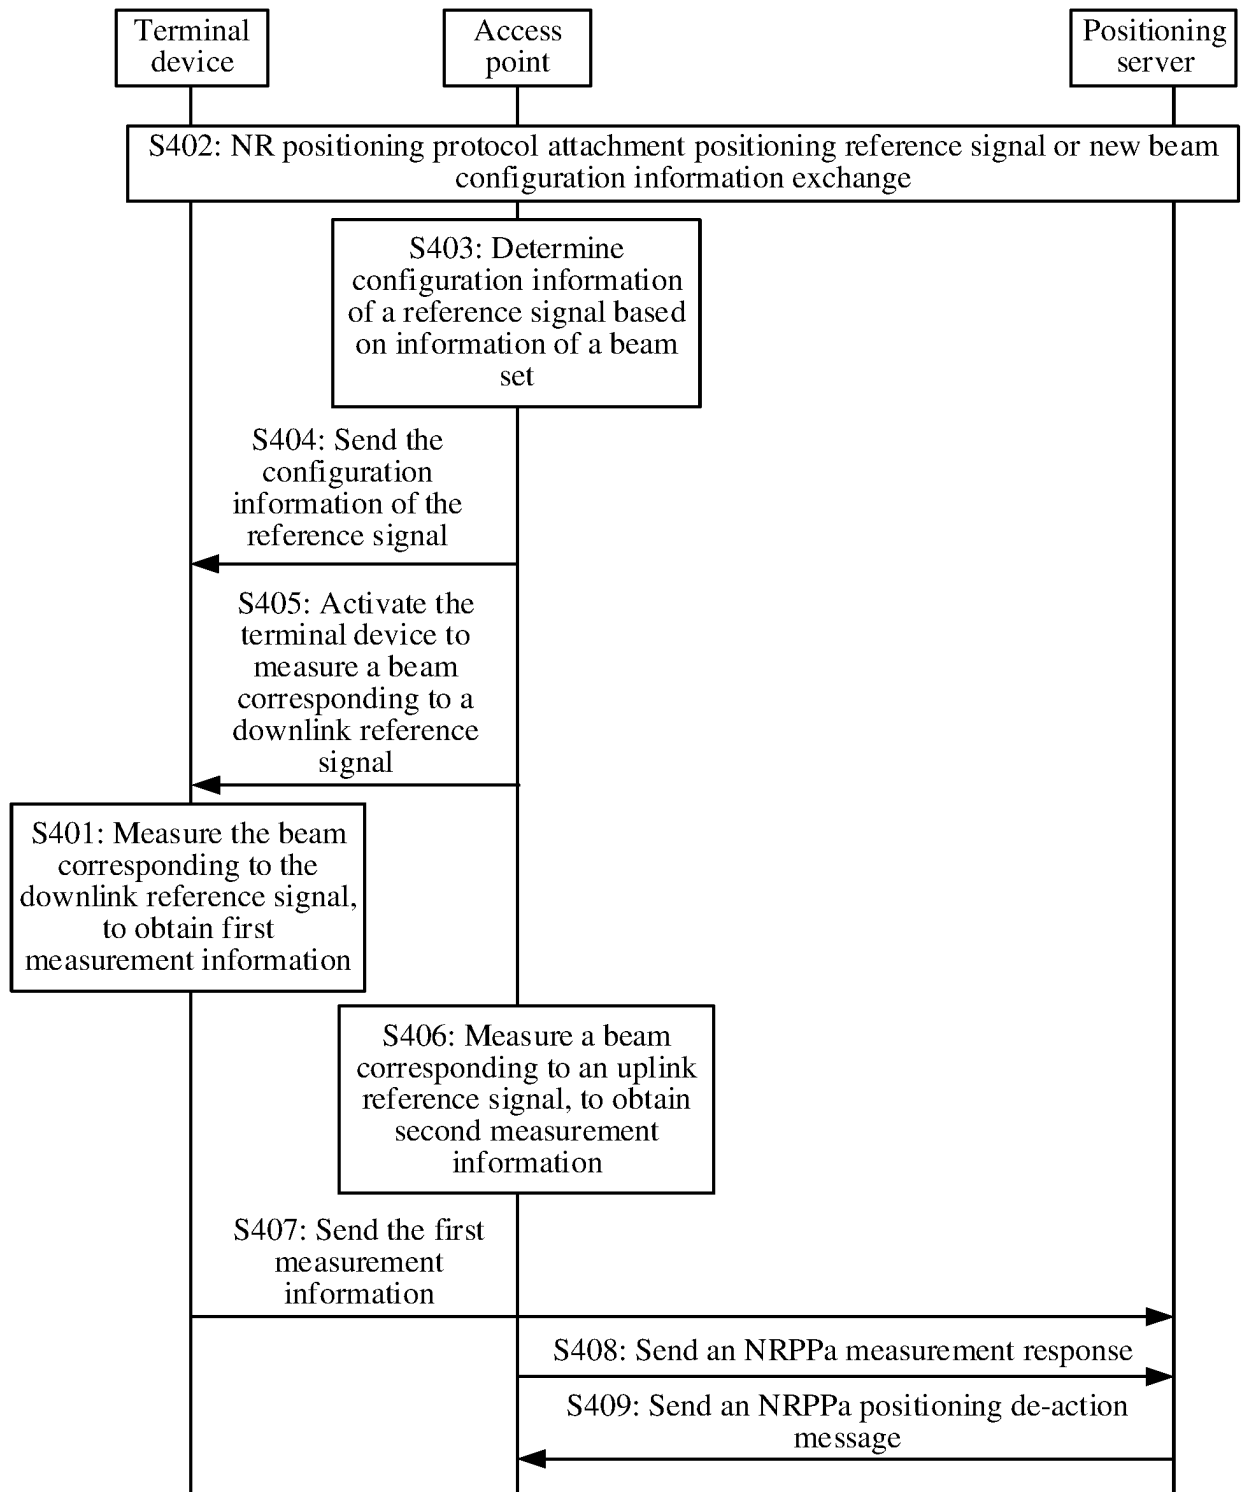 Terminal
device
Access
point
Positioning
server
S402: NR positioning protocol attachment positioning reference signal or new beam
configuration information exchange
S403: Determine
configuration information
of a reference signal based
on information of a beam
set
S404: Send the
configuration
information of the
reference signal
S405: Activate the
terminal device to
measure a beam
corresponding to a
downlink reference
signal
S401: Measure the beam
corresponding to the
downlink reference signal,
to obtain first
measurement information
S406: Measure a beam
corresponding to an uplink
reference signal, to obtain
second measurement
information
S407: Send the first
measurement
information
S408: Send an NRPPa measurement response
S409: Send an NRPPa positioning de-action
message